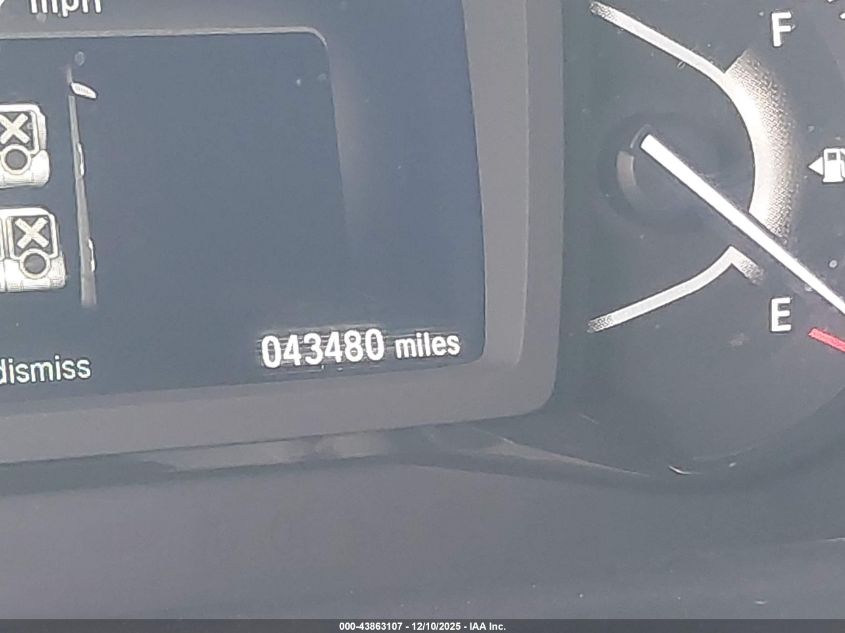 mph
F
E
043480 miles
dismiss
000-43863107 - 12/10/2025 - IAA Inc.